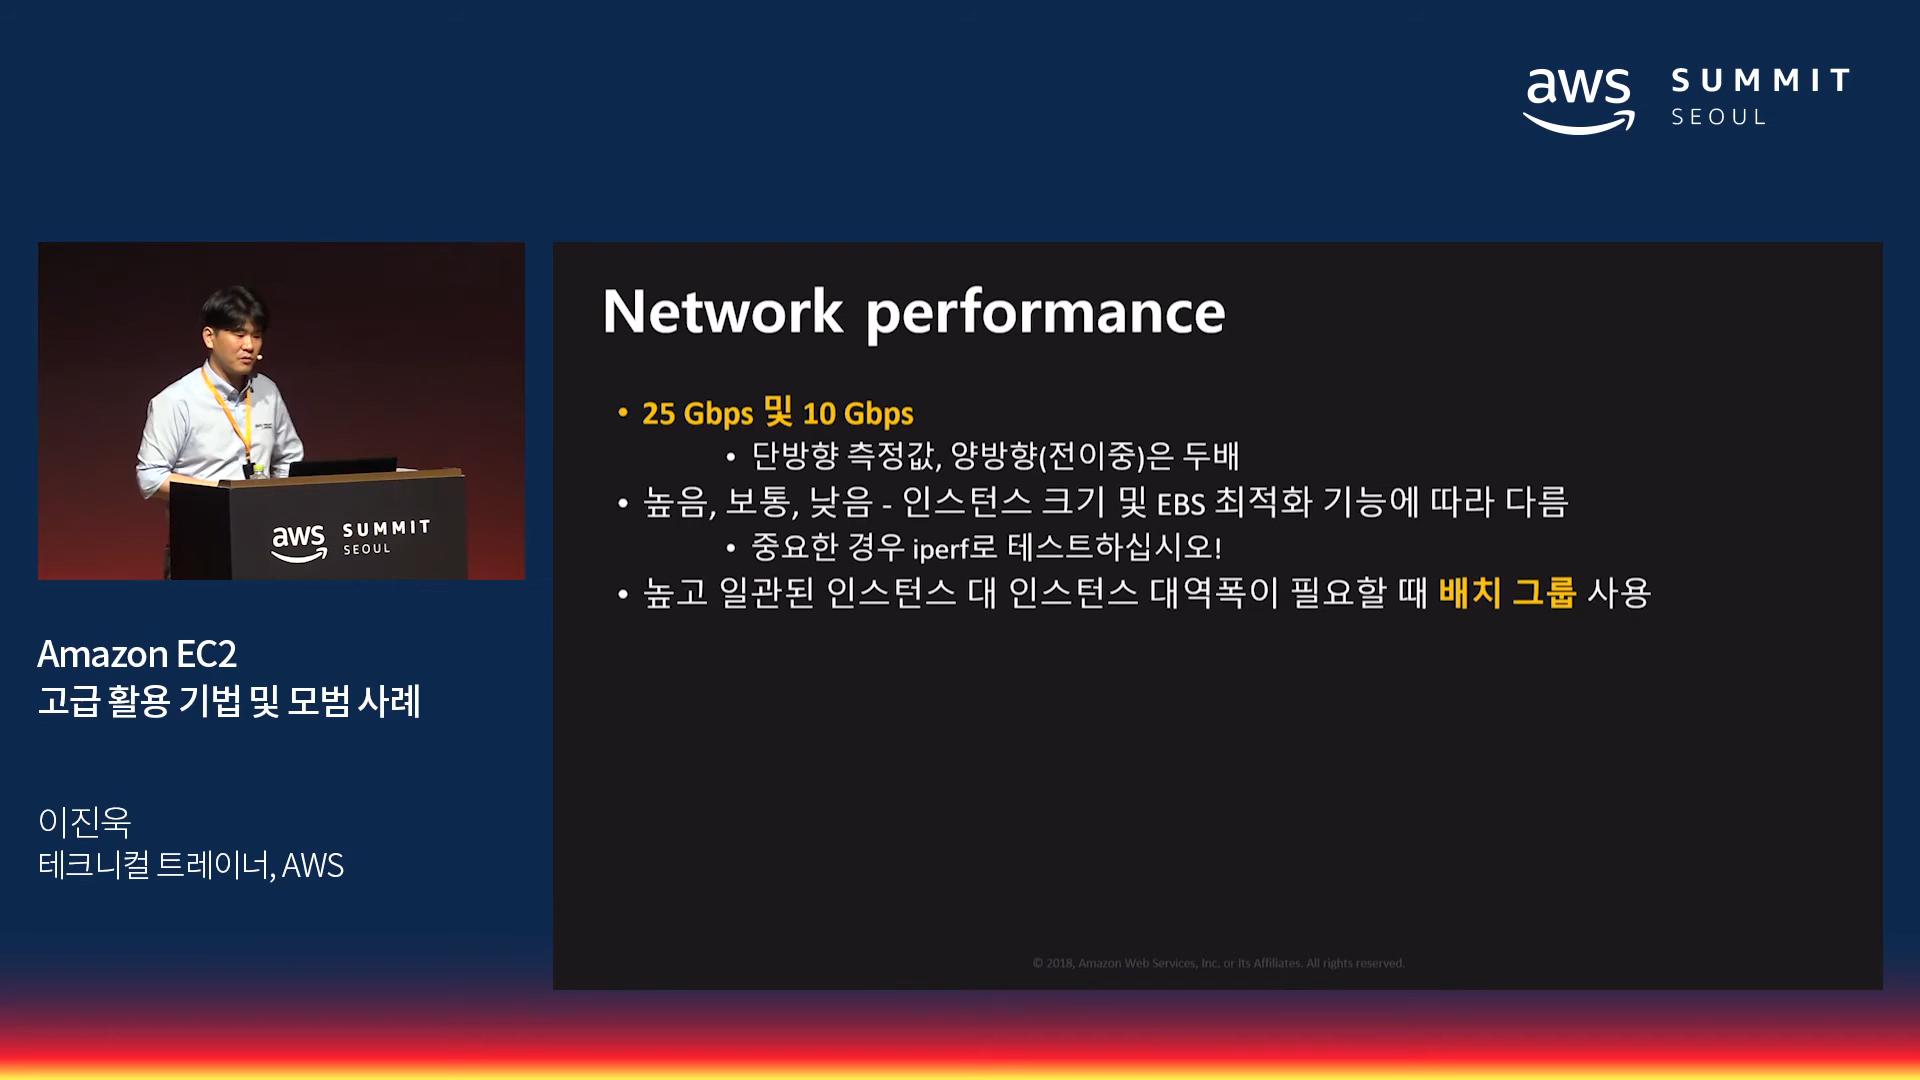 aws SUMMIT
SEOUL
Network performance
• 25 Gbps 및 10 Gbps
• 단방향 측정값, 양방향(전이중)은 두배
• 높음, 보통, 낮음 - 인스턴스 크기 및 EBS 최적화 기능에 따라 다름
• 중요한 경우 iperf로 테스트하십시오!
• 높고 일관된 인스턴스 대 인스턴스 대역폭이 필요할 때 배치 그룹 사용
© 2018, Amazon Web Services, Inc. or Its Affiliates. All rights reserved.
aws SUMMIT
SEOUL
Amazon EC2
고급 활용 기법 및 모범 사례
이진욱
테크니컬 트레이너, AWS